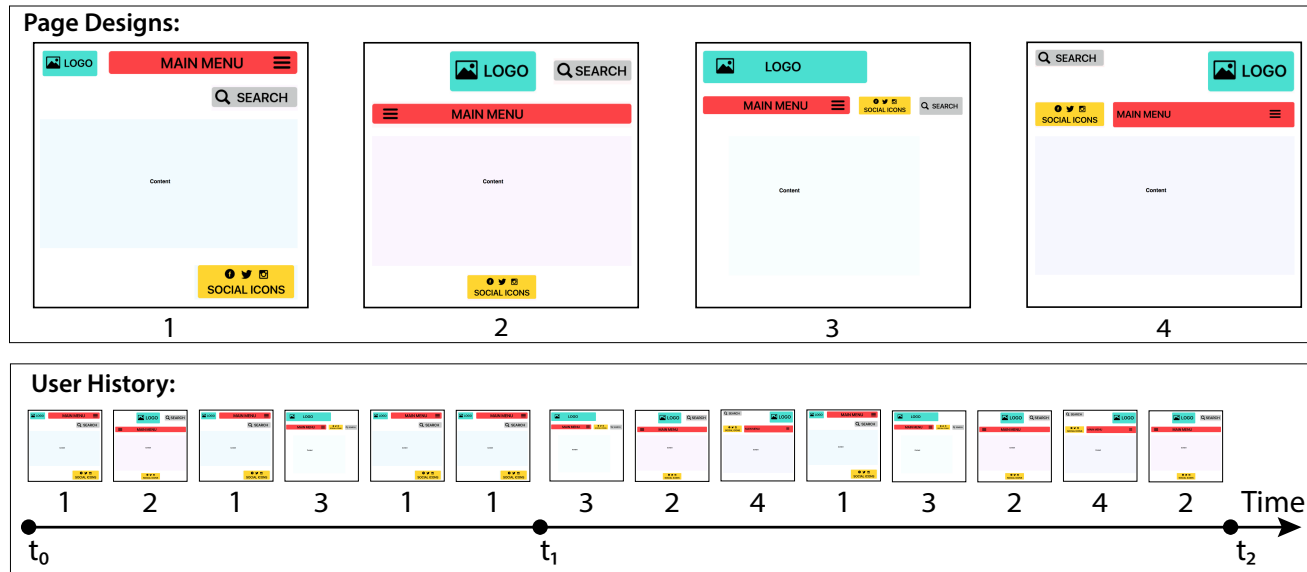 Page Designs:
LOGO MAIN MENU
SEARCH
Content
SOCIAL ICONS
1
LOGO SEARCH
MAIN MENU
Content
SOCIAL ICONS
2
LOGO
MAIN MENU SOCIAL ICONS SEARCH
Content
3
SEARCH LOGO
SOCIAL ICONS MAIN MENU
Content
4
User History:
1 2 1 3 1 1 3 2 4 1 3 2 4 2 Time
t0 t1 t2